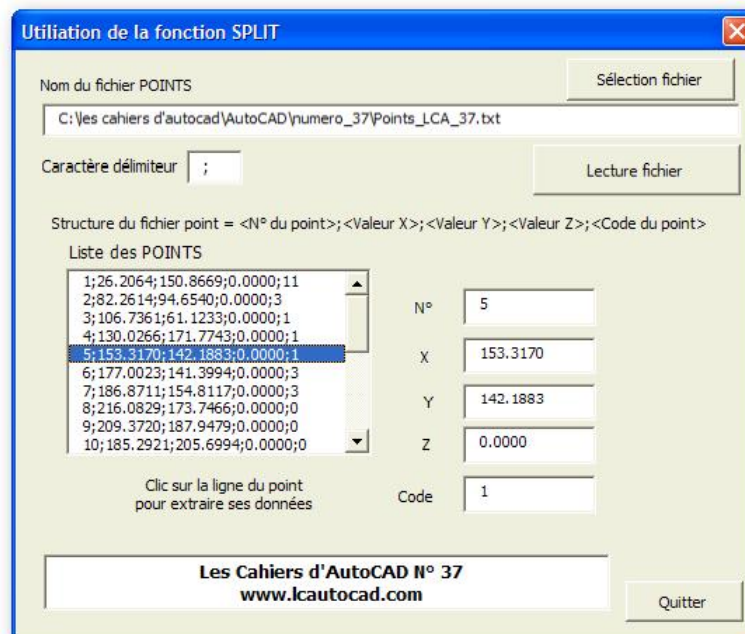 Utiliation de la fonction SPLIT
Nom du fichier POINTS
Sélection fichier
C:\les cahiers d'autocad\AutoCAD\numero_37\Points_LCA_37.txt
Caractère délimiteur ;
Lecture fichier
Structure du fichier point = <N° du point>;<Valeur X>;<Valeur Y>;<Valeur Z>;<Code du point>
Liste des POINTS
1;26.2064;150.8669;0.0000;11
2;82.2614;94.6540;0.0000;3
3;106.7361;61.1233;0.0000;1
4;130.0266;171.7743;0.0000;1
5;153.3170;142.1883;0.0000;1
6;177.0023;141.3994;0.0000;3
7;186.8711;154.8117;0.0000;3
8;216.0829;173.7466;0.0000;0
9;209.3720;187.9479;0.0000;0
10;185.2921;205.6994;0.0000;0
N° 5
X 153.3170
Y 142.1883
Z 0.0000
Code 1
Clic sur la ligne du point
pour extraire ses données
Les Cahiers d'AutoCAD N° 37
www.lcautocad.com
Quitter